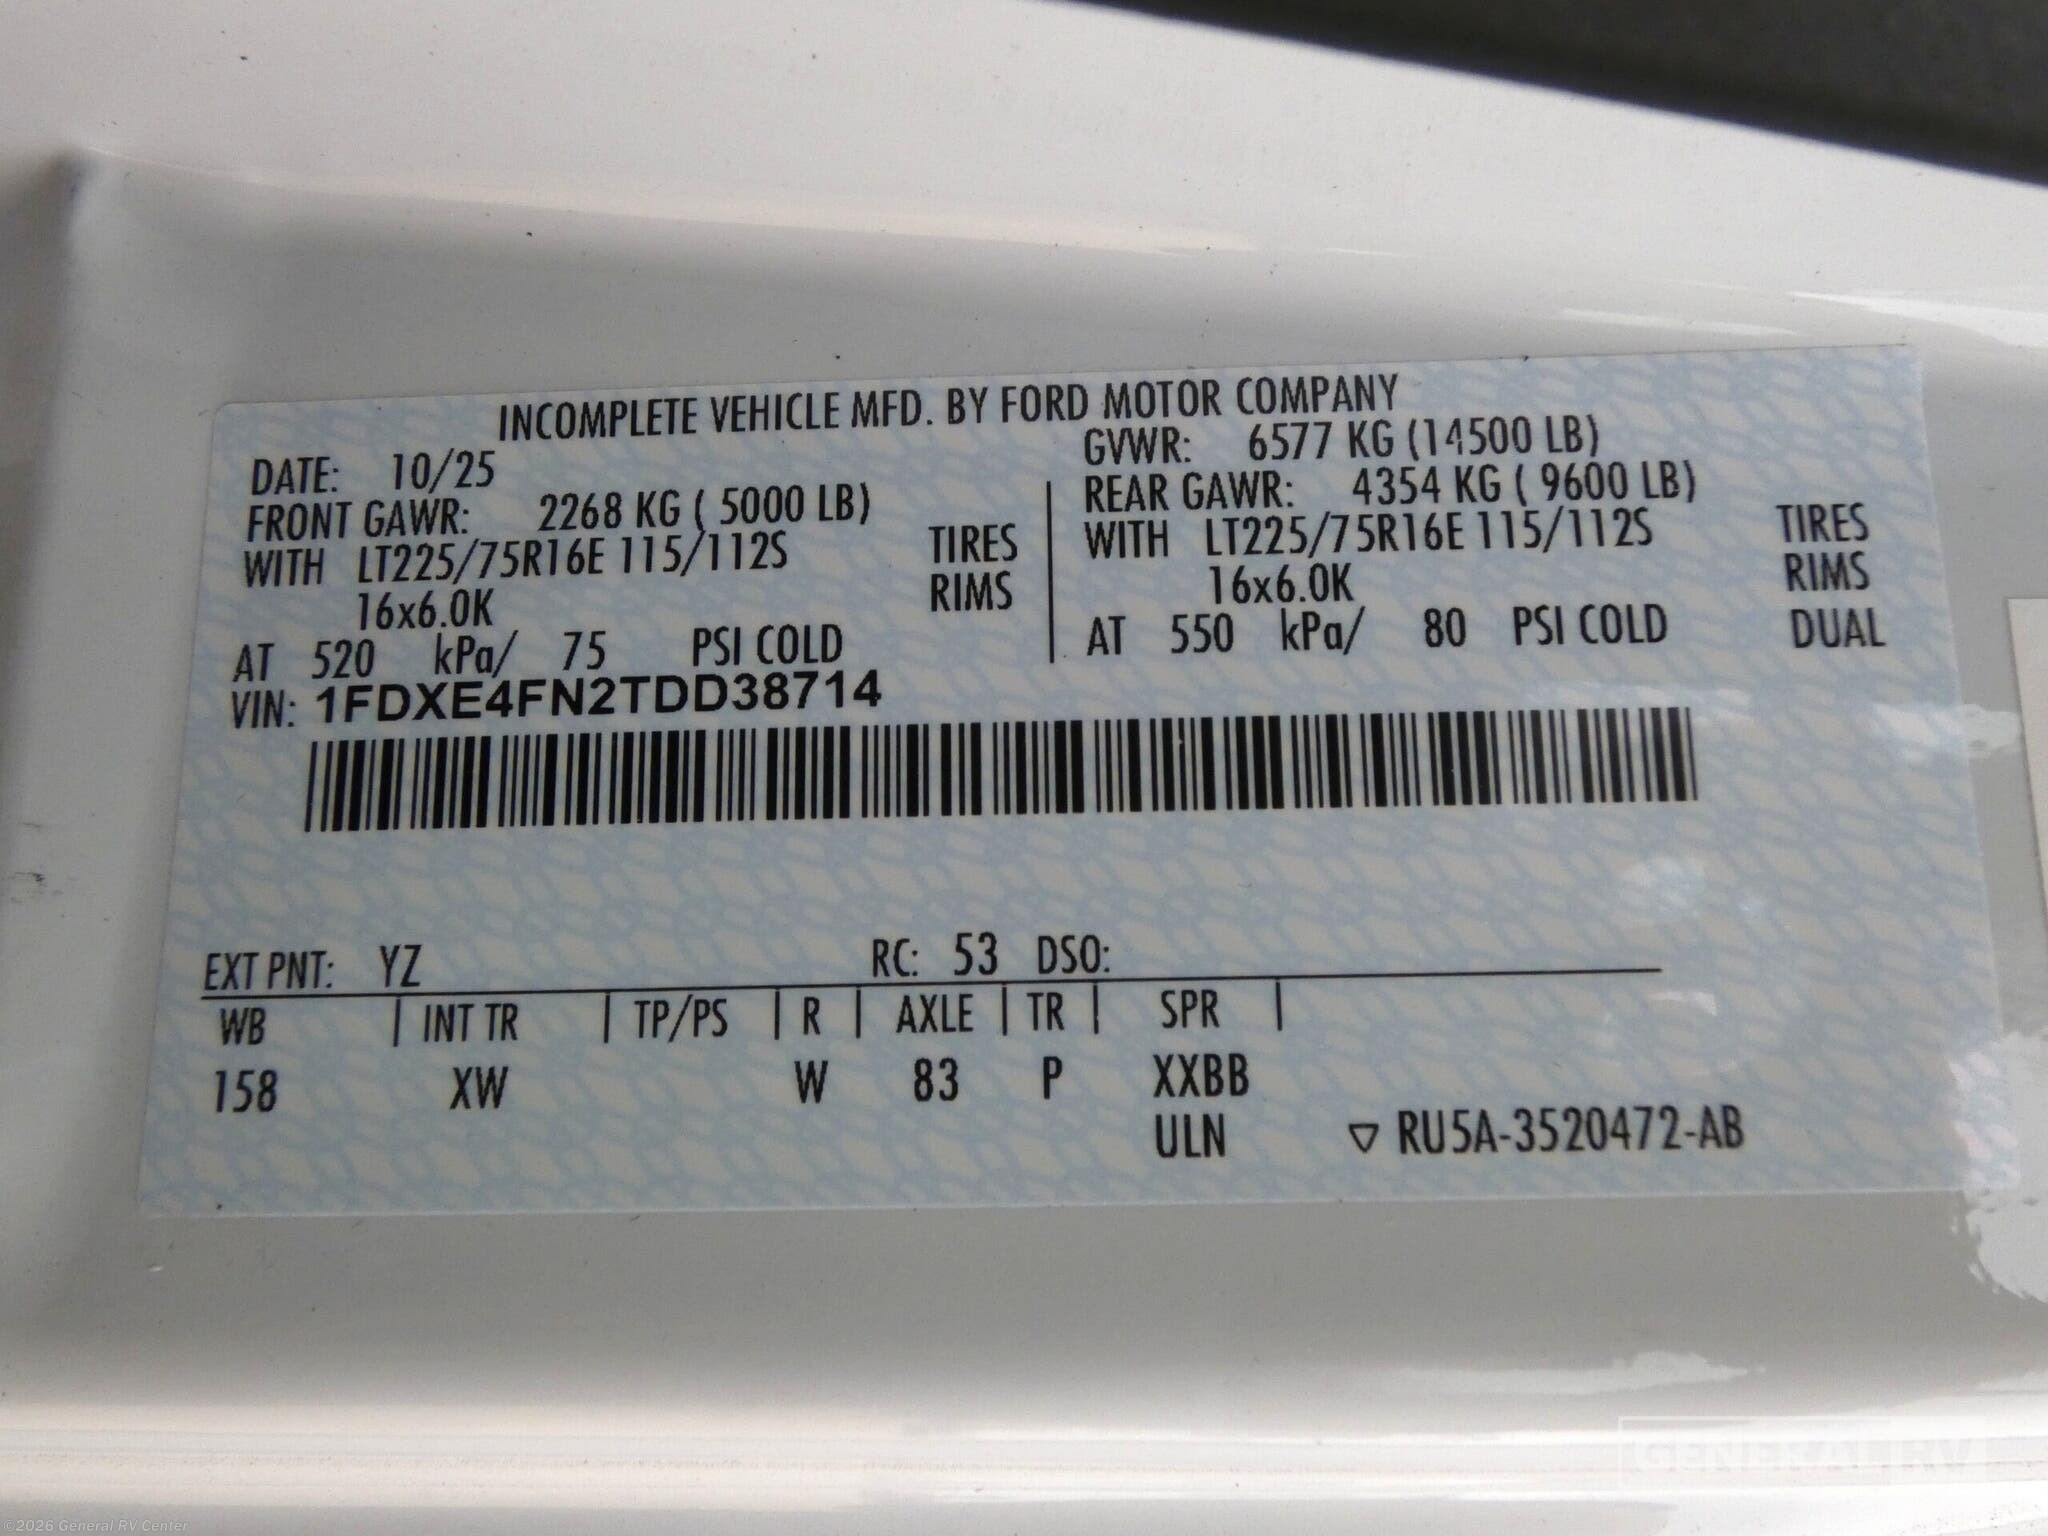 INCOMPLETE VEHICLE MFD. BY FORD MOTOR COMPANY
DATE: 10/25 GVWR: 6577 KG (14500 LB)
FRONT GAWR: 2268 KG ( 5000 LB) REAR GAWR: 4354 KG ( 9600 LB)
WITH LT225/75R16E 115/112S TIRES WITH LT225/75R16E 115/112S TIRES
16x6.0K RIMS 16x6.0K RIMS
AT 520 kPa/ 75 PSI COLD AT 550 kPa/ 80 PSI COLD DUAL
VIN: 1FDXE4FN2TDD38714
EXT PNT: YZ RC: 53 DSO:
WB | INT TR | TP/PS | R | AXLE | TR | SPR |
158 XW W 83 P XXBB
ULN ▽ RU5A-3520472-AB
GENERAL RV
©2026 General RV Center